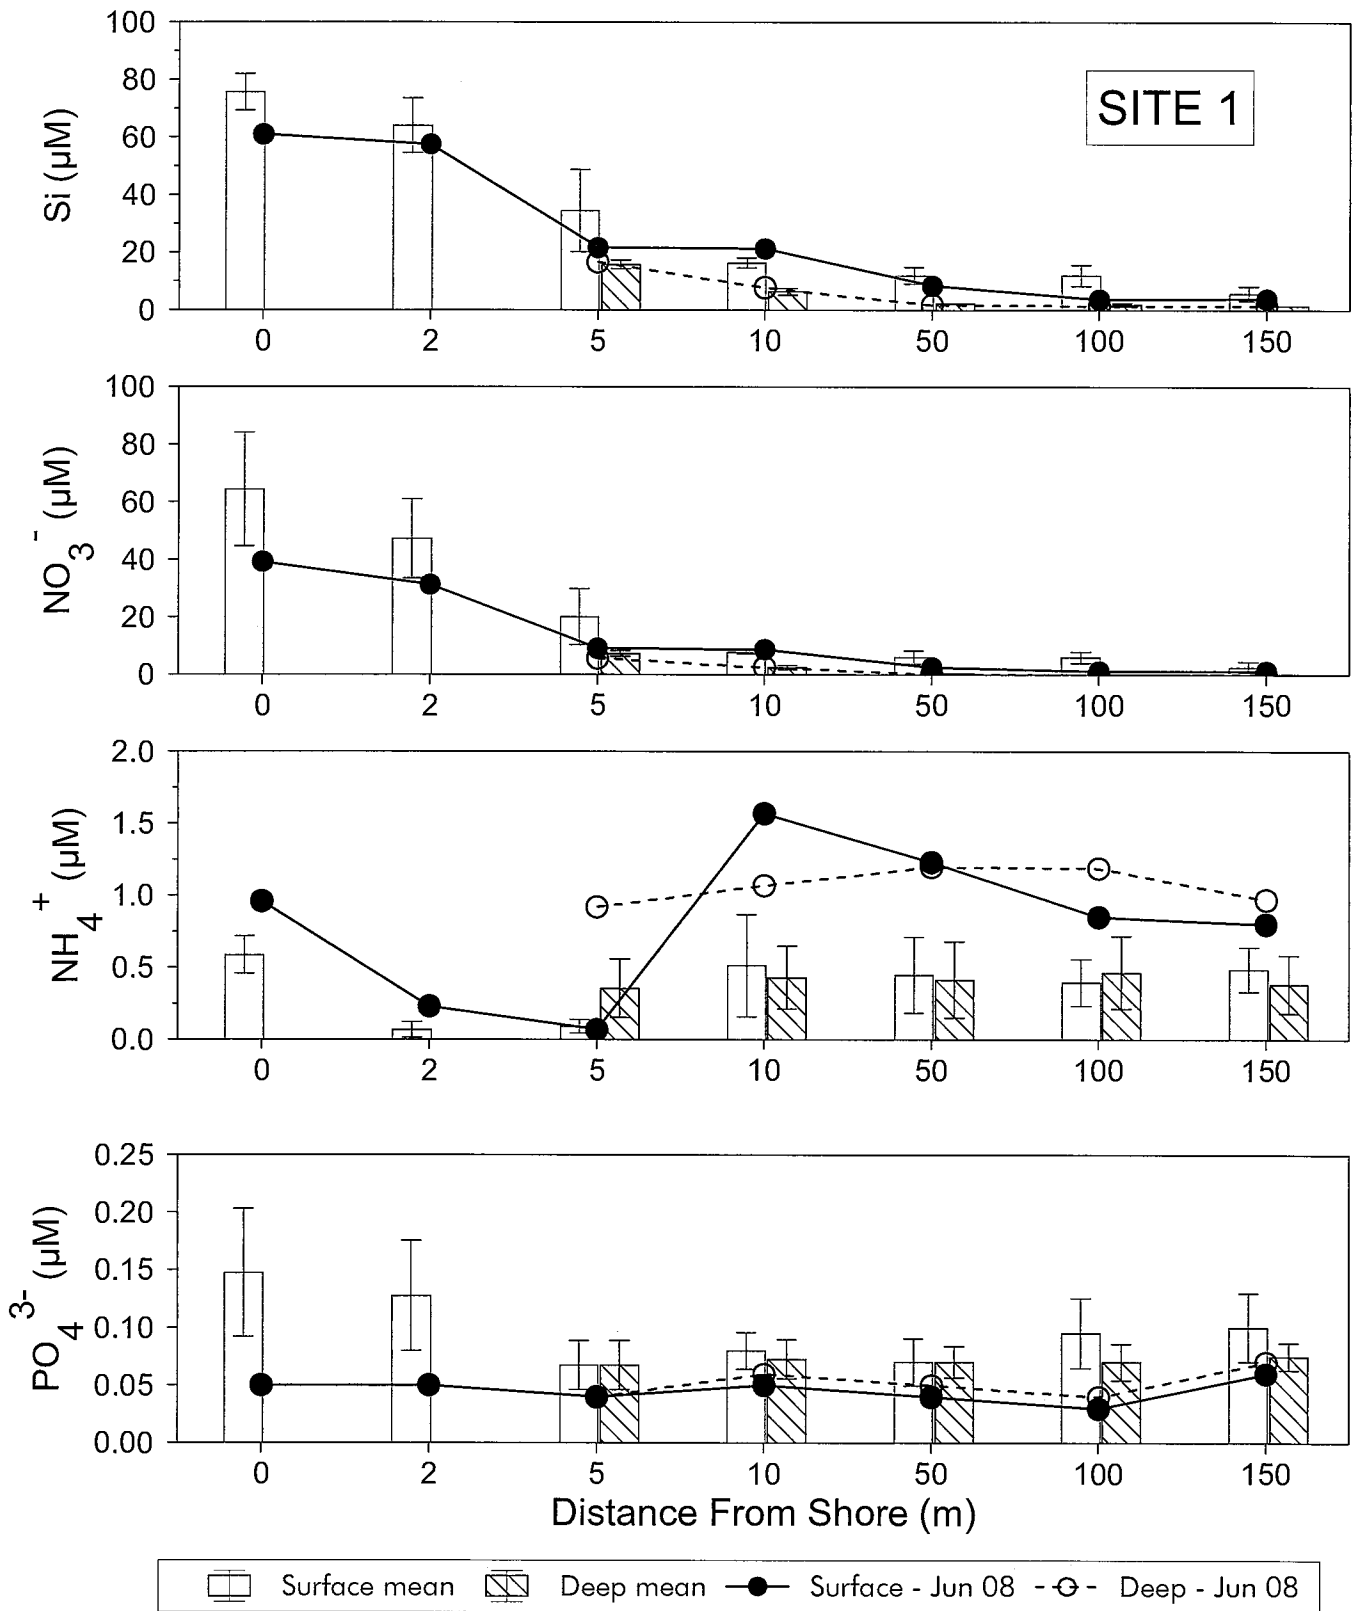 SITE 1
Si (µM)
100
80
60
40
20
0
0 2 5 10 50 100 150
NO3- (µM)
100
80
60
40
20
0
0 2 5 10 50 100 150
NH4+ (µM)
2.0
1.5
1.0
0.5
0.0
0 2 5 10 50 100 150
PO43- (µM)
0.25
0.20
0.15
0.10
0.05
0.00
0 2 5 10 50 100 150
Distance From Shore (m)
Surface mean Deep mean Surface - Jun 08 Deep - Jun 08